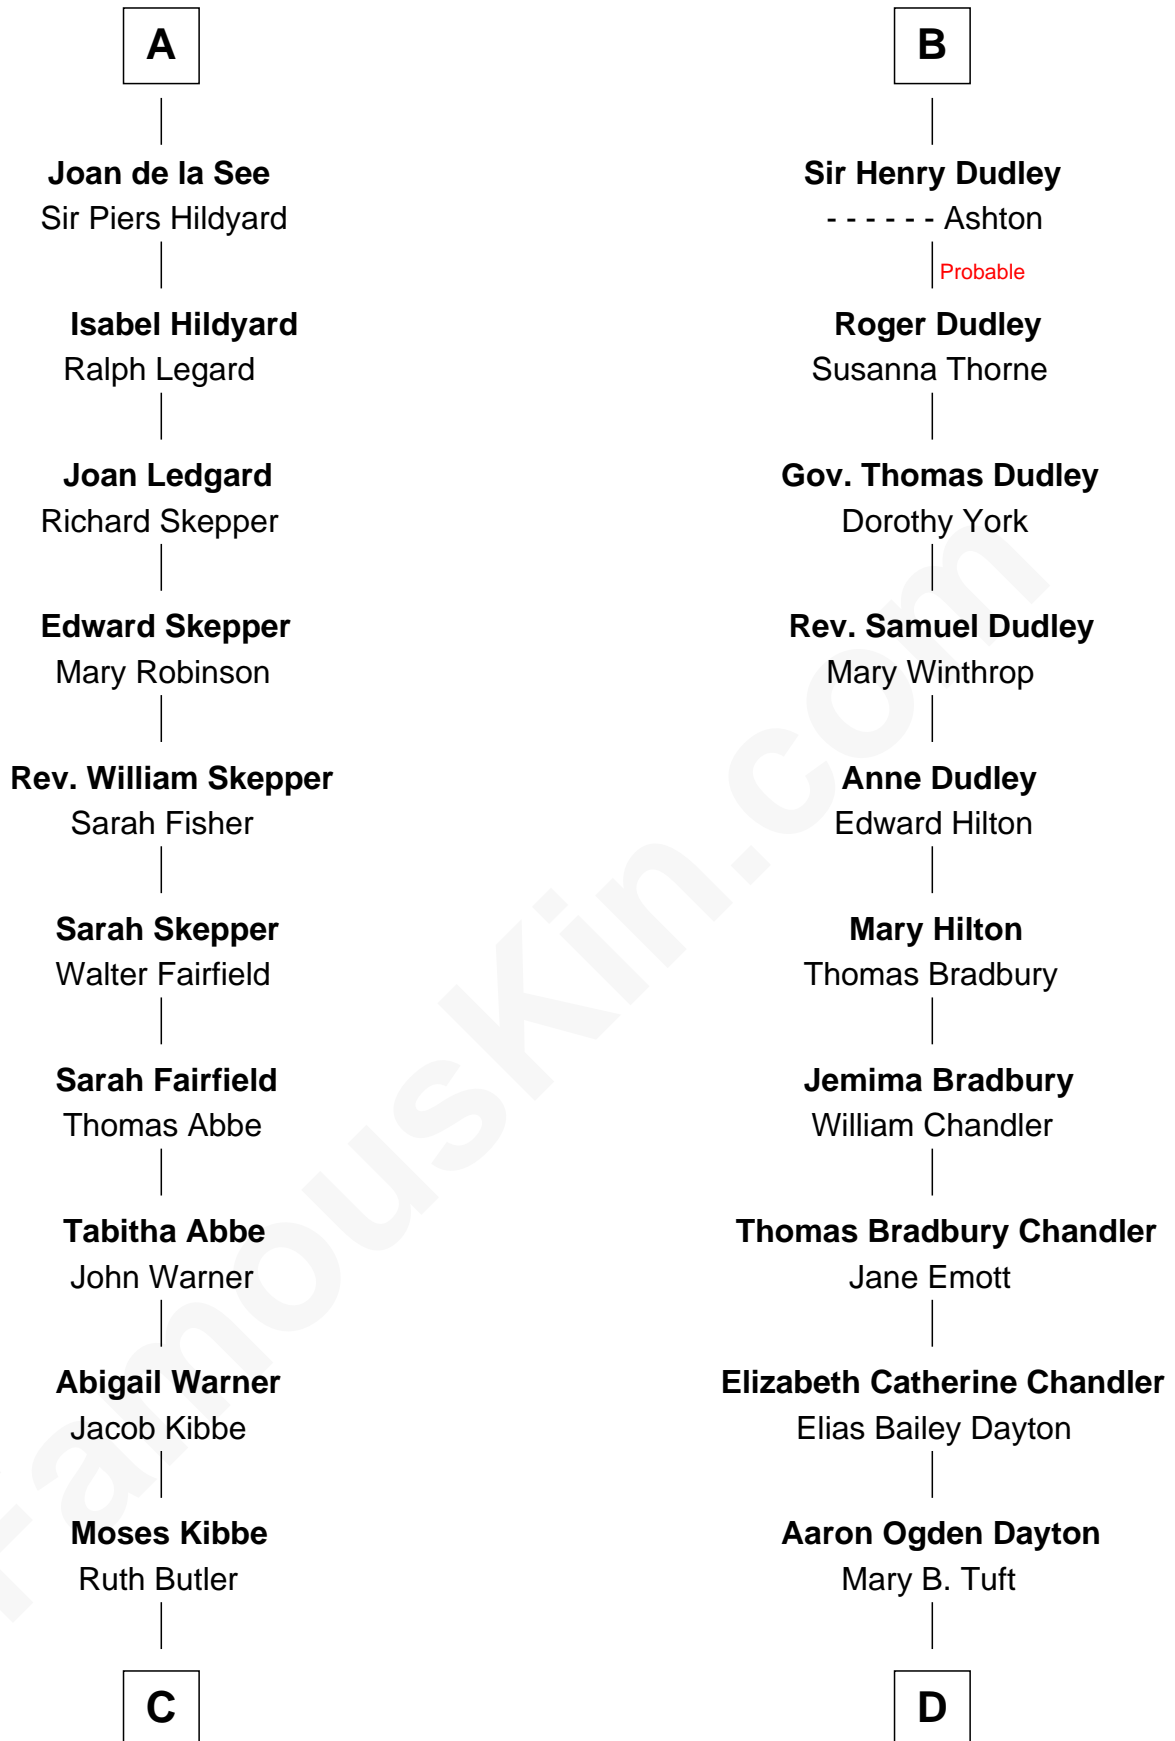 A
Joan de la See
Sir Piers Hildyard
Isabel Hildyard
Ralph Legard
Joan Ledgard
Richard Skepper
Edward Skepper
Mary Robinson
Rev. William Skepper
Sarah Fisher
Sarah Skepper
Walter Fairfield
Sarah Fairfield
Thomas Abbe
Tabitha Abbe
John Warner
Abigail Warner
Jacob Kibbe
Moses Kibbe
Ruth Butler
C
B
Sir Henry Dudley
- - - - - - Ashton
Probable
Roger Dudley
Susanna Thorne
Gov. Thomas Dudley
Dorothy York
Rev. Samuel Dudley
Mary Winthrop
Anne Dudley
Edward Hilton
Mary Hilton
Thomas Bradbury
Jemima Bradbury
William Chandler
Thomas Bradbury Chandler
Jane Emott
Elizabeth Catherine Chandler
Elias Bailey Dayton
Aaron Ogden Dayton
Mary B. Tuft
D
FamousKin.com